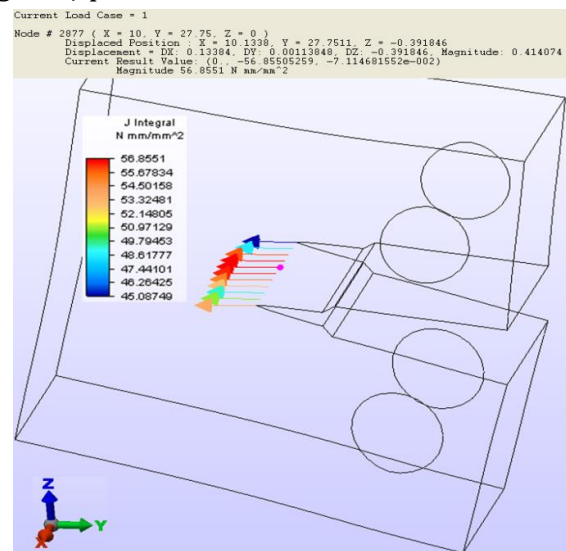 Current Load Case = 1
Node # 2877 ( X = 10, Y = 27.75, Z = 0 )
Displaced Position : X = 10.1338, Y = 27.7511, Z = -0.391846
Displacement = DX: 0.13384, DY: 0.00113848, DZ: -0.391846, Magnitude: 0.414074
Current Result Value: (0., -56.85505259, -7.114681552e-002)
Magnitude 56.8551 N mm/mm^2
J Integral
N mm/mm^2
56.8551
55.67834
54.50158
53.32481
52.14805
50.97129
49.79453
48.61777
47.44101
46.26425
45.08749
Z
Y
X